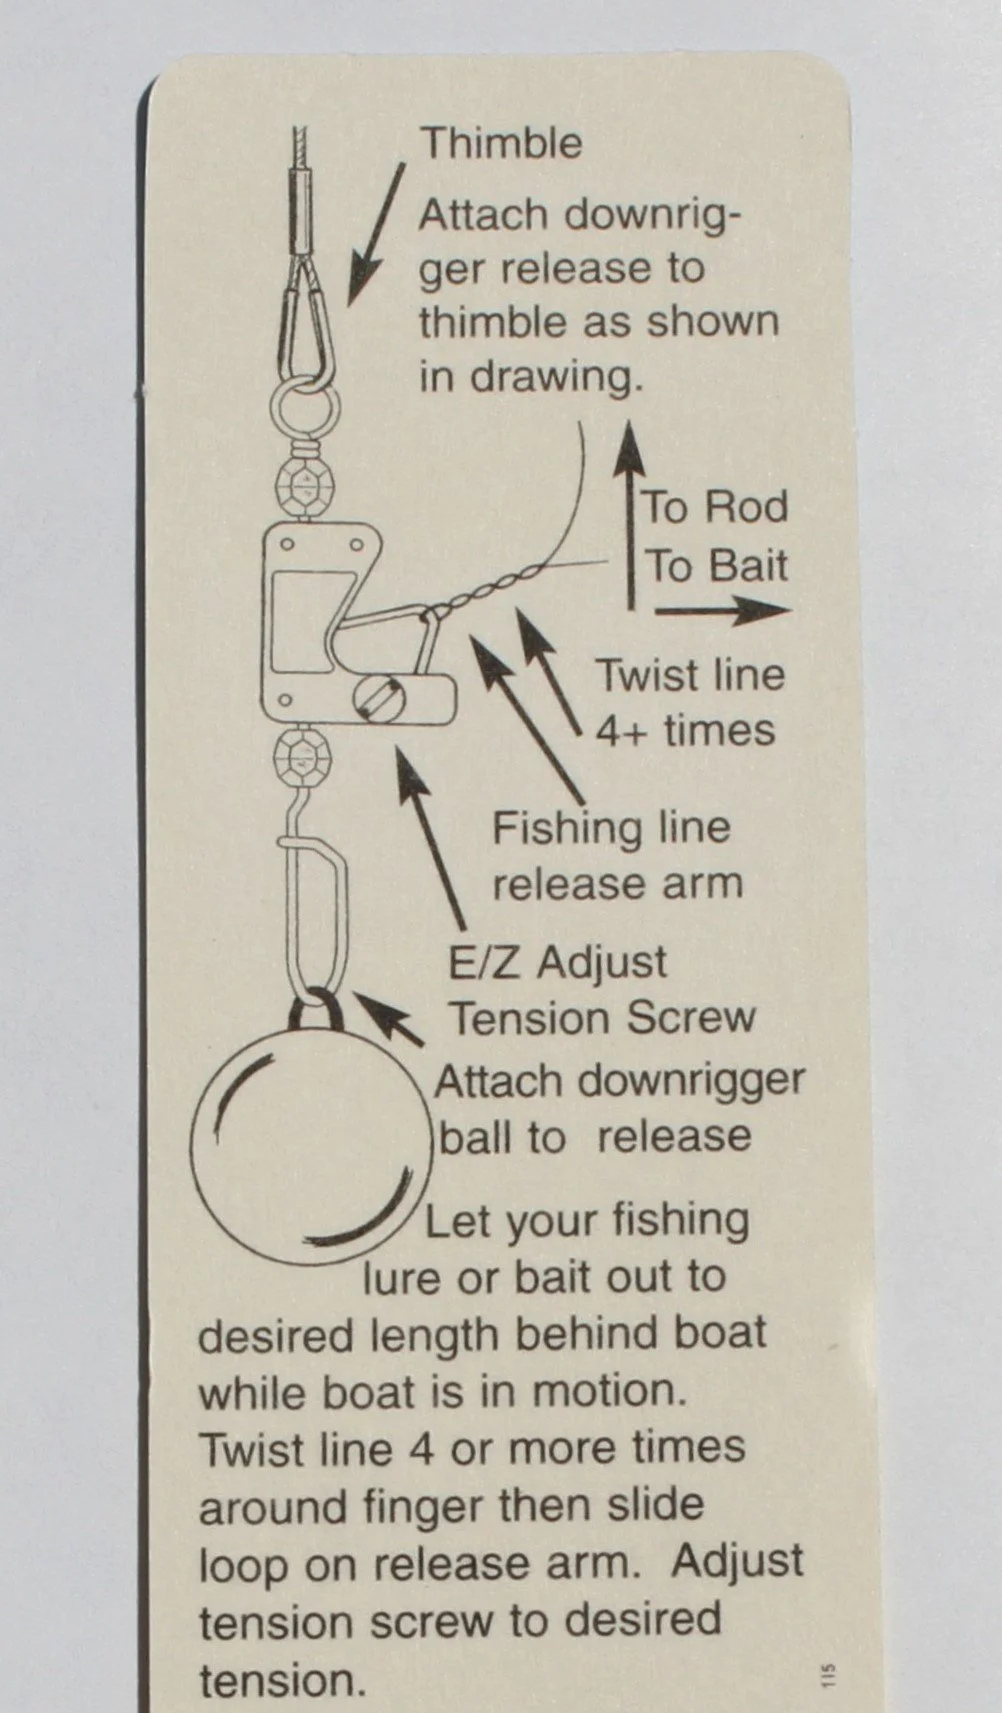 Thimble
Attach downrig-
ger release to
thimble as shown
in drawing.
To Rod
To Bait
Twist line
4+ times
Fishing line
release arm
E/Z Adjust
Tension Screw
Attach downrigger
ball to release
Let your fishing
lure or bait out to
desired length behind boat
while boat is in motion.
Twist line 4 or more times
around finger then slide
loop on release arm. Adjust
tension screw to desired
tension.
115